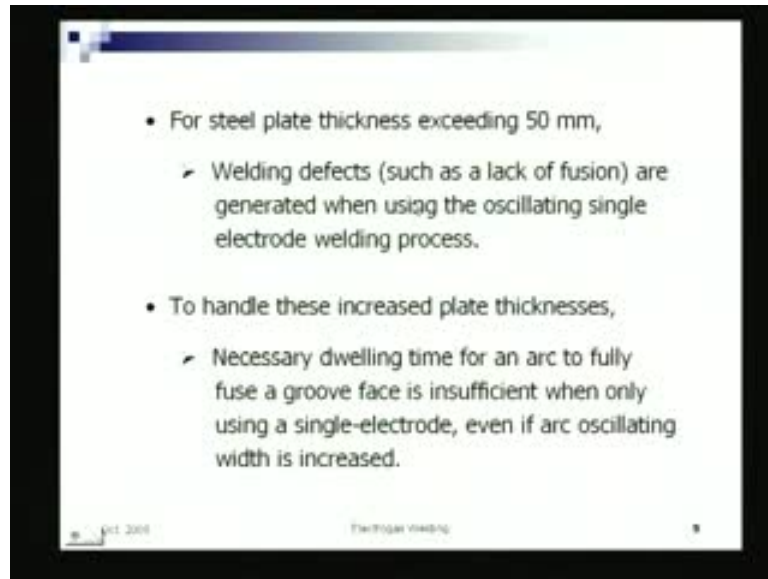 • For steel plate thickness exceeding 50 mm,
➢ Welding defects (such as a lack of fusion) are
generated when using the oscillating single
electrode welding process.
• To handle these increased plate thicknesses,
➢ Necessary dwelling time for an arc to fully
fuse a groove face is insufficient when only
using a single-electrode, even if arc oscillating
width is increased.
Electrogas Welding